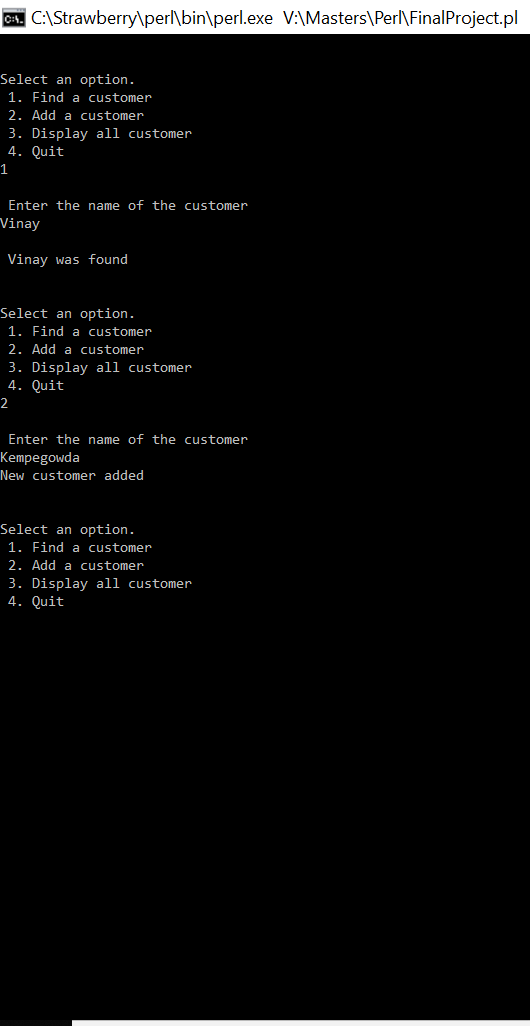 C:\Strawberry\perl\bin\perl.exe V:\Masters\Perl\FinalProject.pl
Select an option.
1. Find a customer
2. Add a customer
3. Display all customer
4. Quit
1
Enter the name of the customer
Vinay
Vinay was found
Select an option.
1. Find a customer
2. Add a customer
3. Display all customer
4. Quit
2
Enter the name of the customer
Kempegowda
New customer added
Select an option.
1. Find a customer
2. Add a customer
3. Display all customer
4. Quit